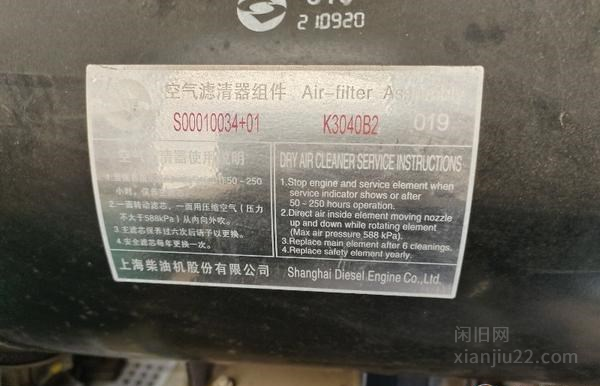 210920
空气滤清器组件 Air-filter
S00010034+01 K3040B2 019
DRY AIR CLEANER SERVICE INSTRUCTIONS
50~250
小时,
2.一面转动滤芯,一面用压缩空气(压力
不大于588kPa)从内向外吹。
3.主滤芯保养过六次后请予以更换。
4.安全滤芯每年更换一次。
1.Stop engine and service element when
service indicator shows or after
50~250 hours operation.
2.Direct air inside element moving nozzle
up and down while rotating element
(Max air pressure 588 kPa).
3.Replace main element after 6 cleanings.
4.Replace safety element yearly.
上海柴油机股份有限公司 Shanghai Diesel Engine Co.,Ltd.
闲旧网
xianjiu22.com